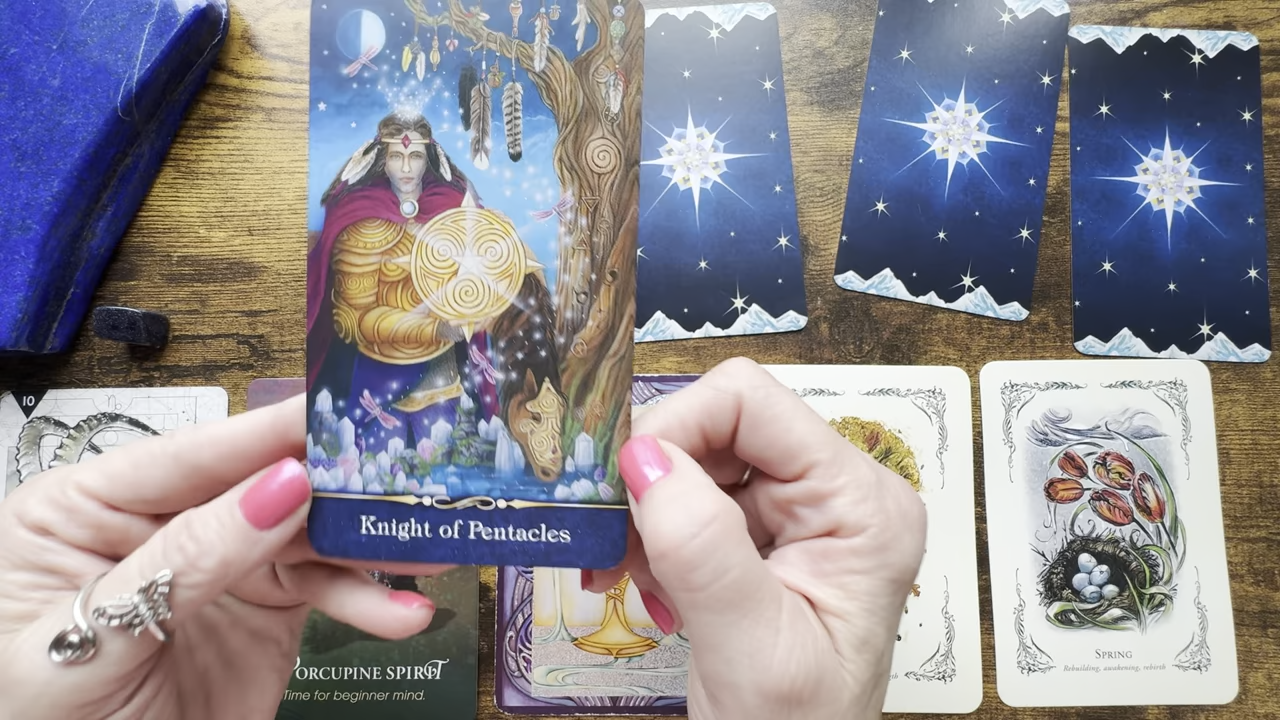 Knight of Pentacles
10
PORCUPINE SPIRIT
Time for beginner mind.
SPRING
Rebuilding, awakening, rebirth